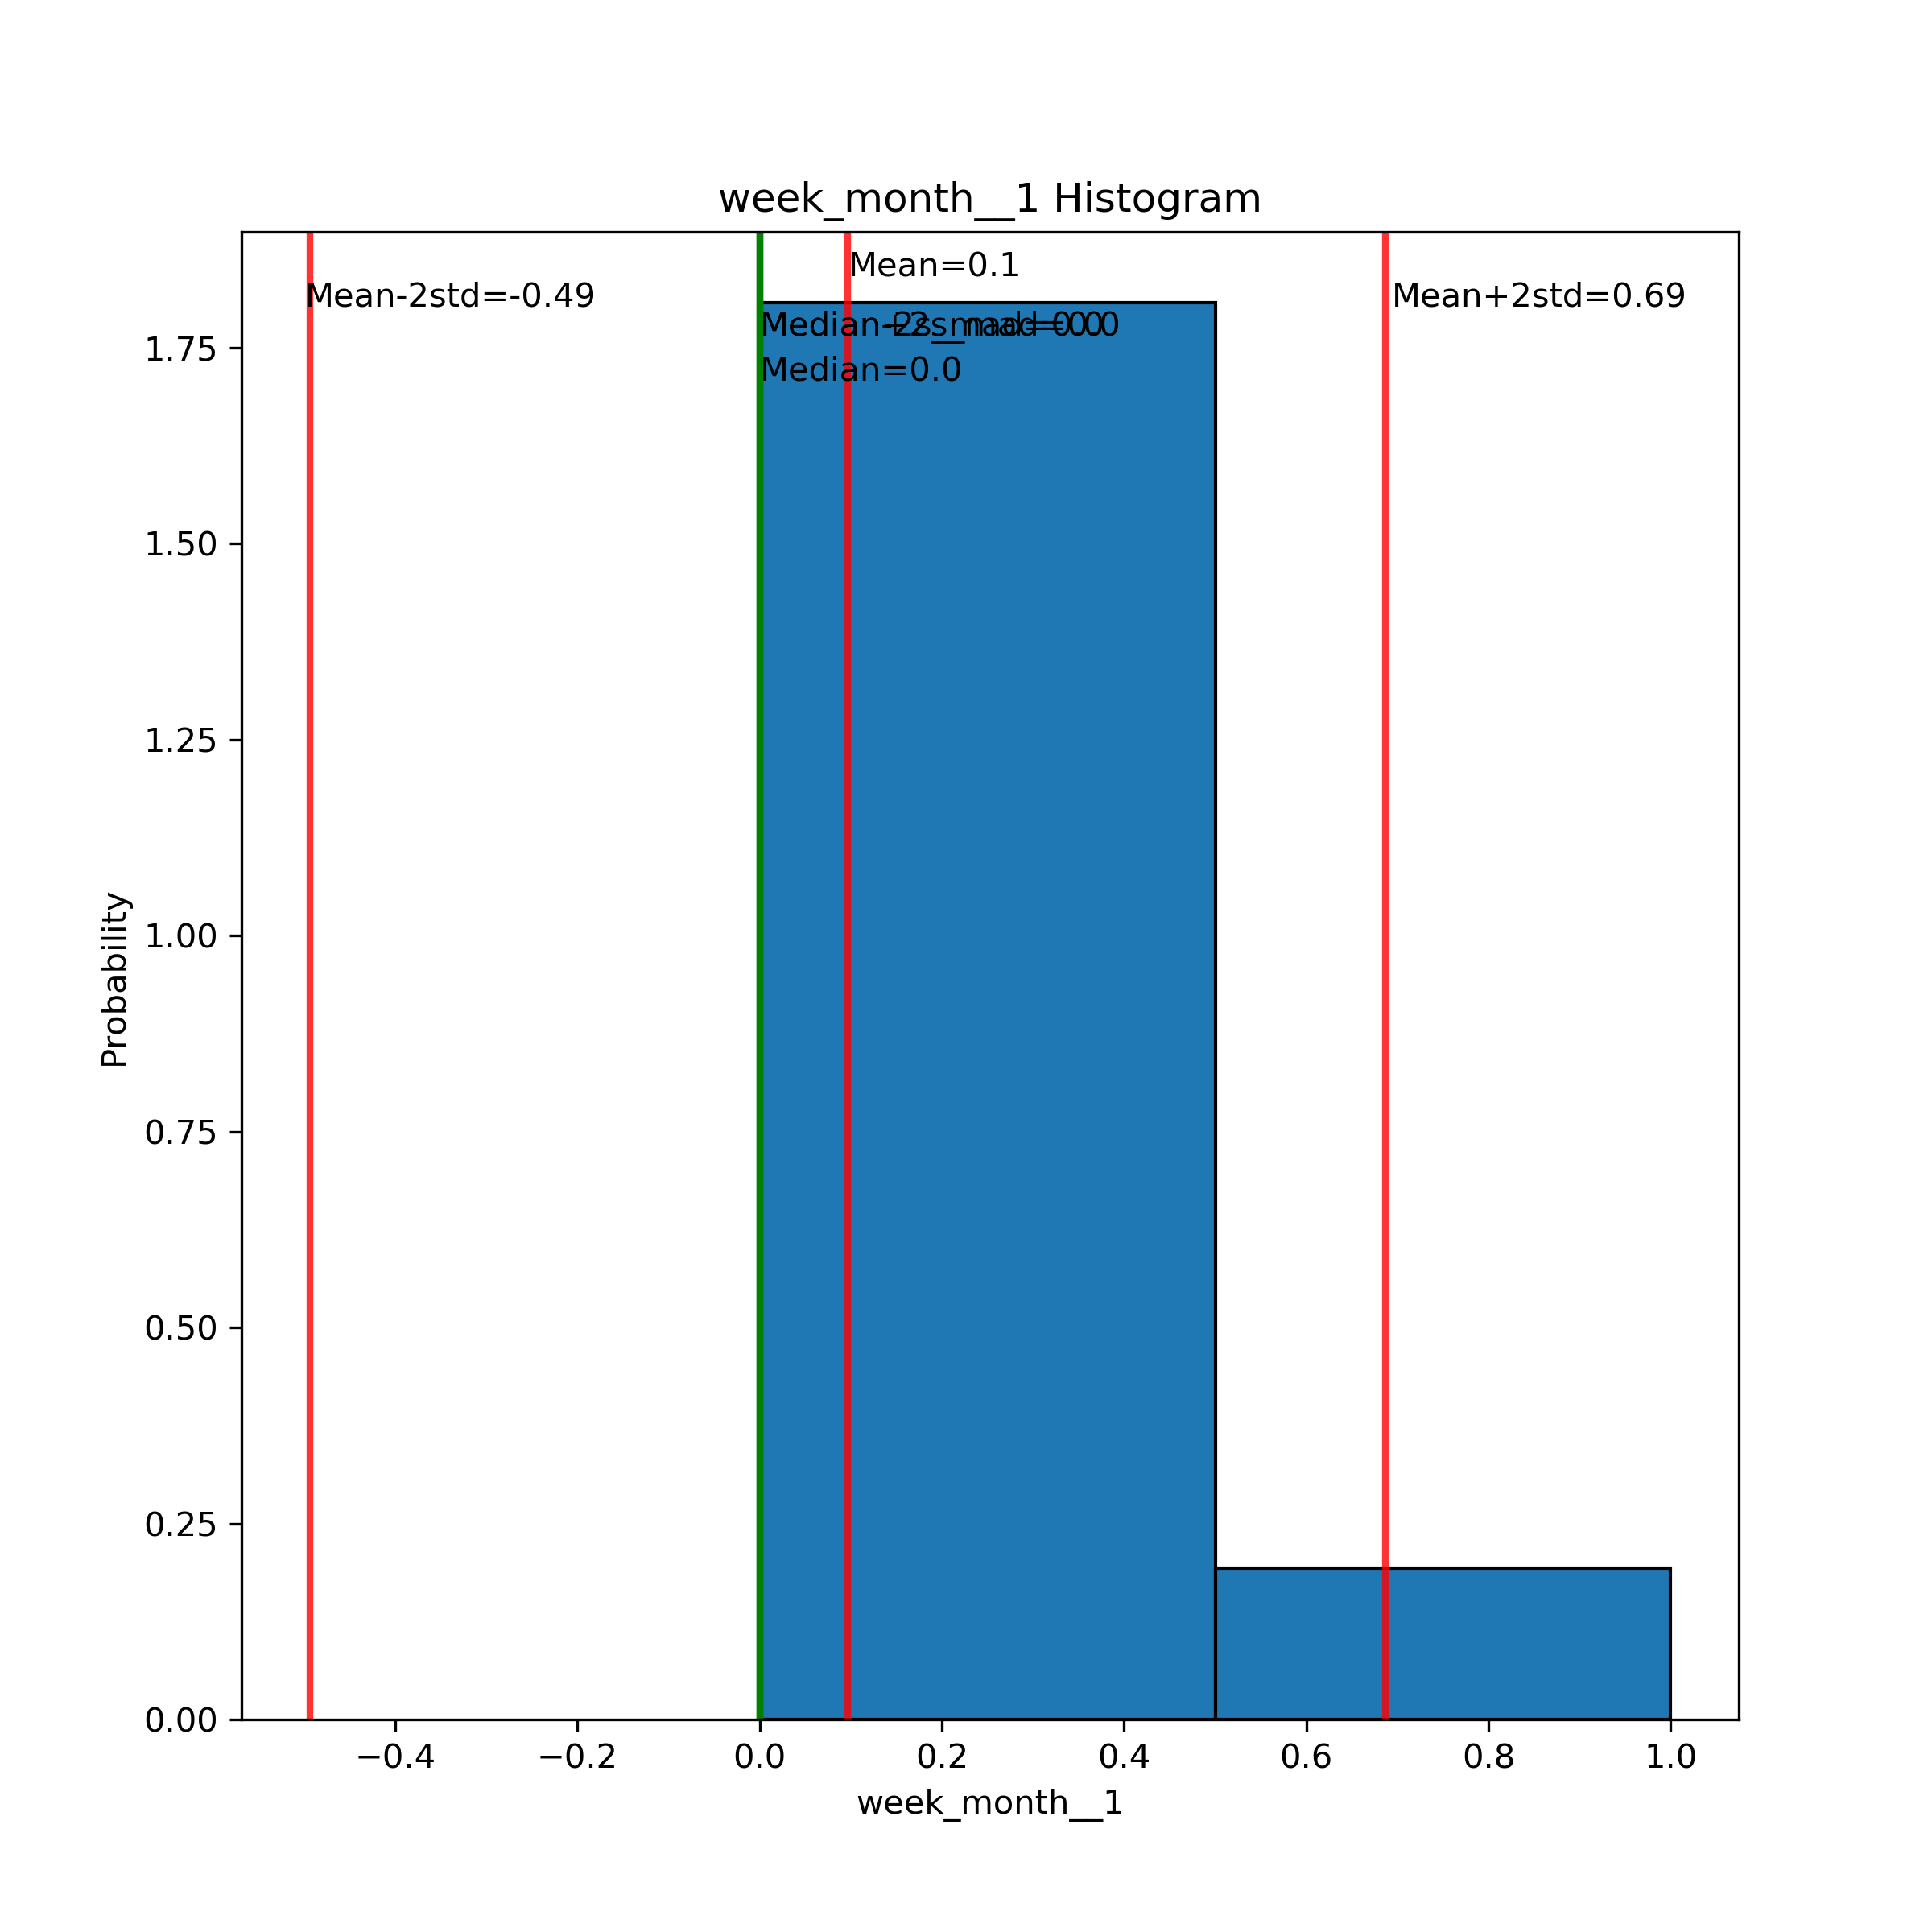 week_month__1 Histogram
Mean=0.1
Mean-2std=-0.49
Mean+2std=0.69
Median=0.0
1.75
1.50
1.25
1.00
0.75
0.50
0.25
0.00
Probability
−0.4 −0.2 0.0 0.2 0.4 0.6 0.8 1.0
week_month__1